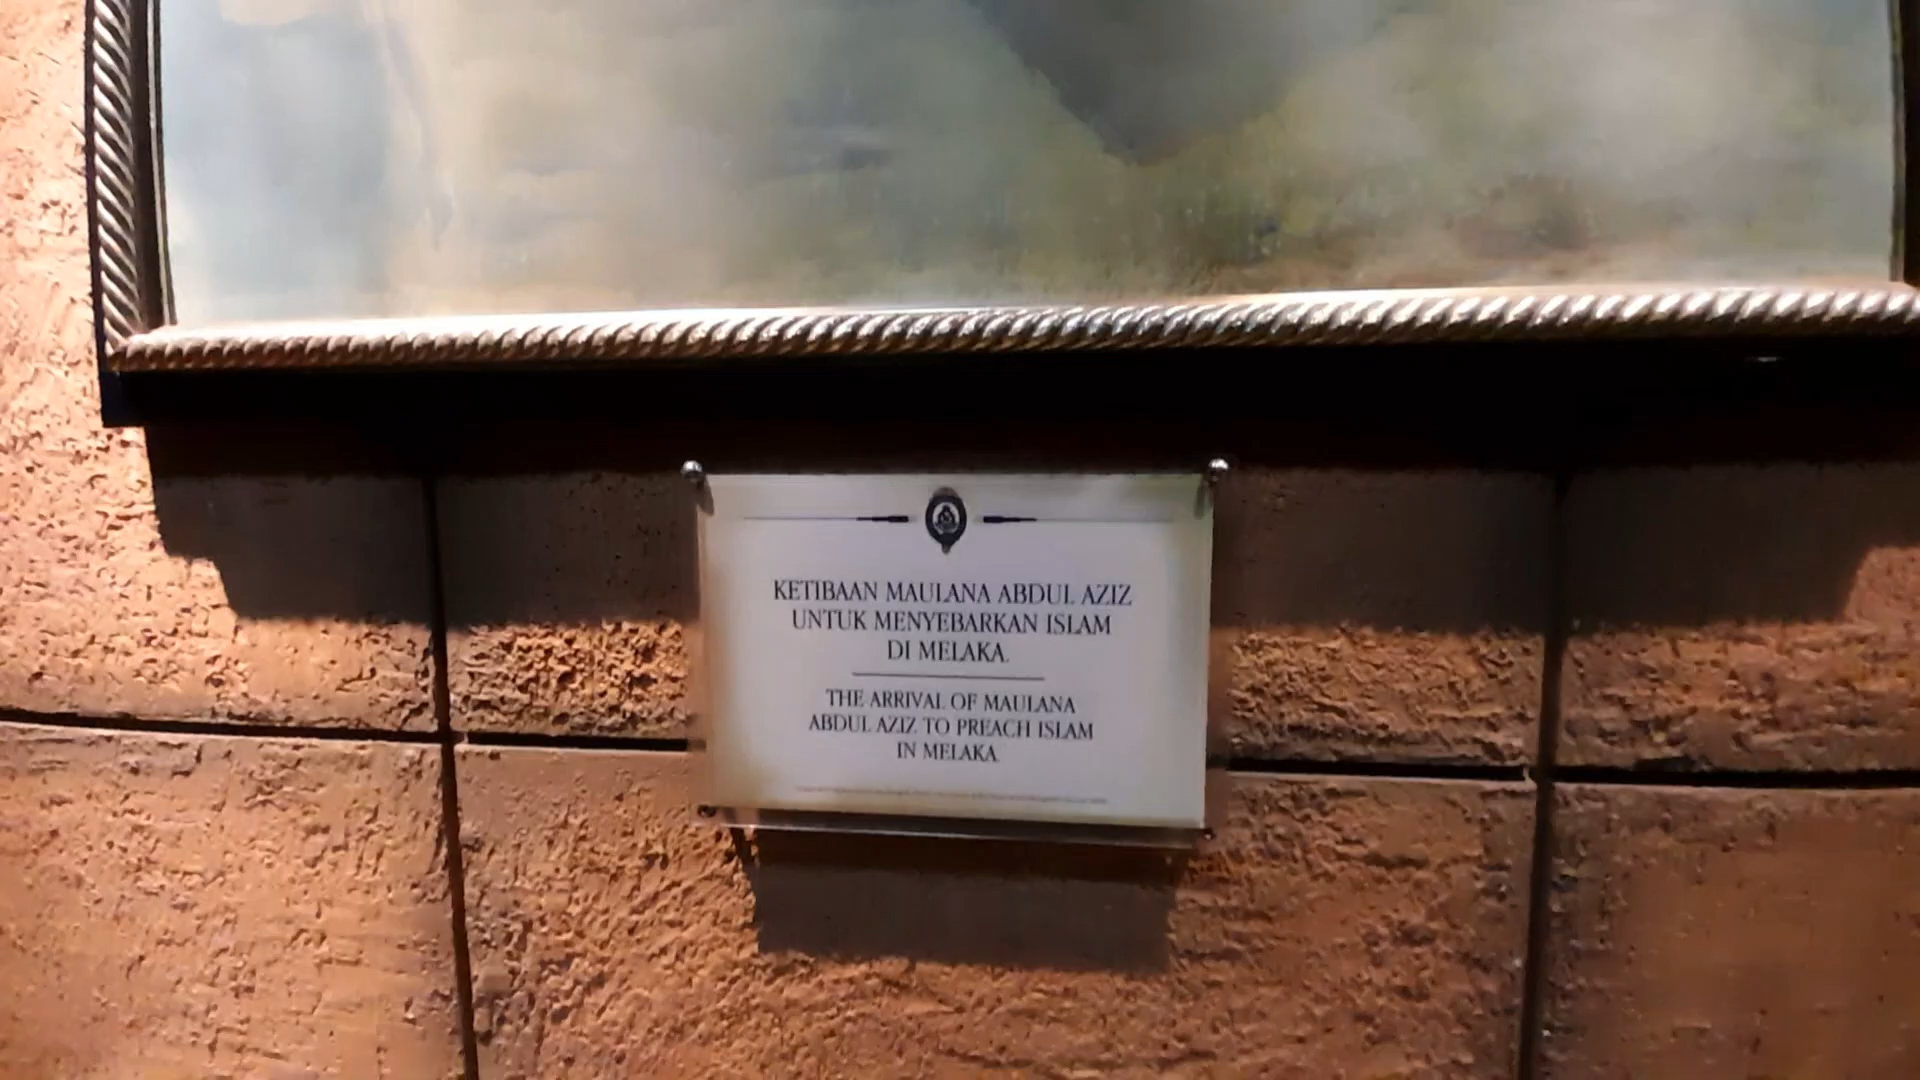 KETIBAAN MAULANA ABDUL AZIZ
UNTUK MENYEBARKAN ISLAM
DI MELAKA.
THE ARRIVAL OF MAULANA
ABDUL AZIZ TO PREACH ISLAM
IN MELAKA.